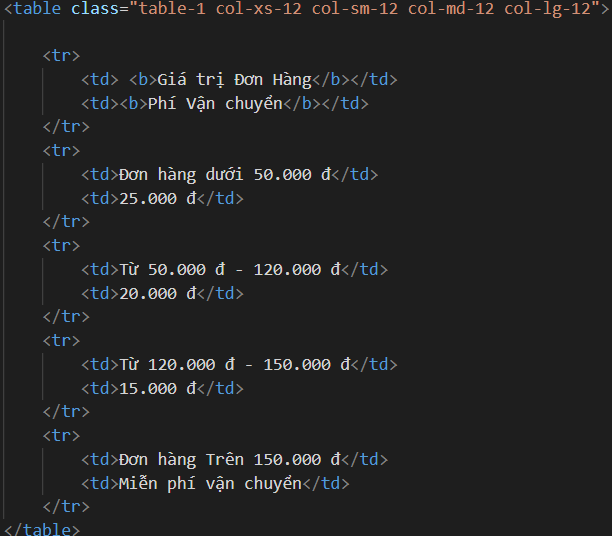 <table class="table-1 col-xs-12 col-sm-12 col-md-12 col-lg-12">
<tr>
<td> <b>Giá trị Đơn Hàng</b></td>
<td><b>Phí Vận chuyển</b></td>
</tr>
<tr>
<td>Đơn hàng dưới 50.000 đ</td>
<td>25.000 đ</td>
</tr>
<tr>
<td>Từ 50.000 đ - 120.000 đ</td>
<td>20.000 đ</td>
</tr>
<tr>
<td>Từ 120.000 đ - 150.000 đ</td>
<td>15.000 đ</td>
</tr>
<tr>
<td>Đơn hàng Trên 150.000 đ</td>
<td>Miễn phí vận chuyển</td>
</tr>
</table>